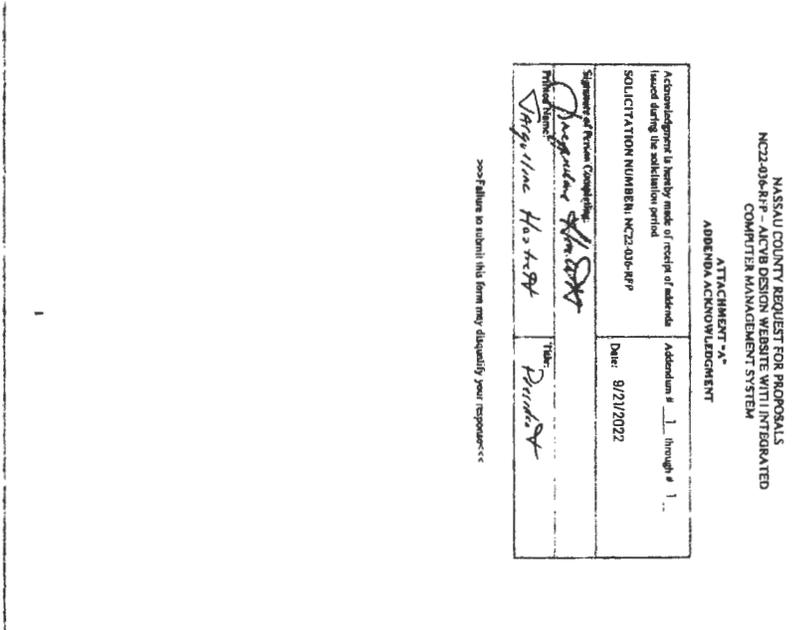 NASSAU COUNTY REQUEST FOR PROPOSALS
NC22-036-RFP – AICVB DESIGN WEBSITE WITH INTEGRATED
COMPUTER MANAGEMENT SYSTEM
ATTACHMENT "A"
ADDENDA ACKNOWLEDGMENT
Acknowledgment is hereby made of receipt of addenda
issued during the solicitation period
Addendum # 1 through # 1
SOLICITATION NUMBER: NC22-036-RFP
Date: 9/21/2022
Signature of Person Completing:
Printed Name:
Title:
President
>>>Failure to submit this form may disqualify your response<<<
1